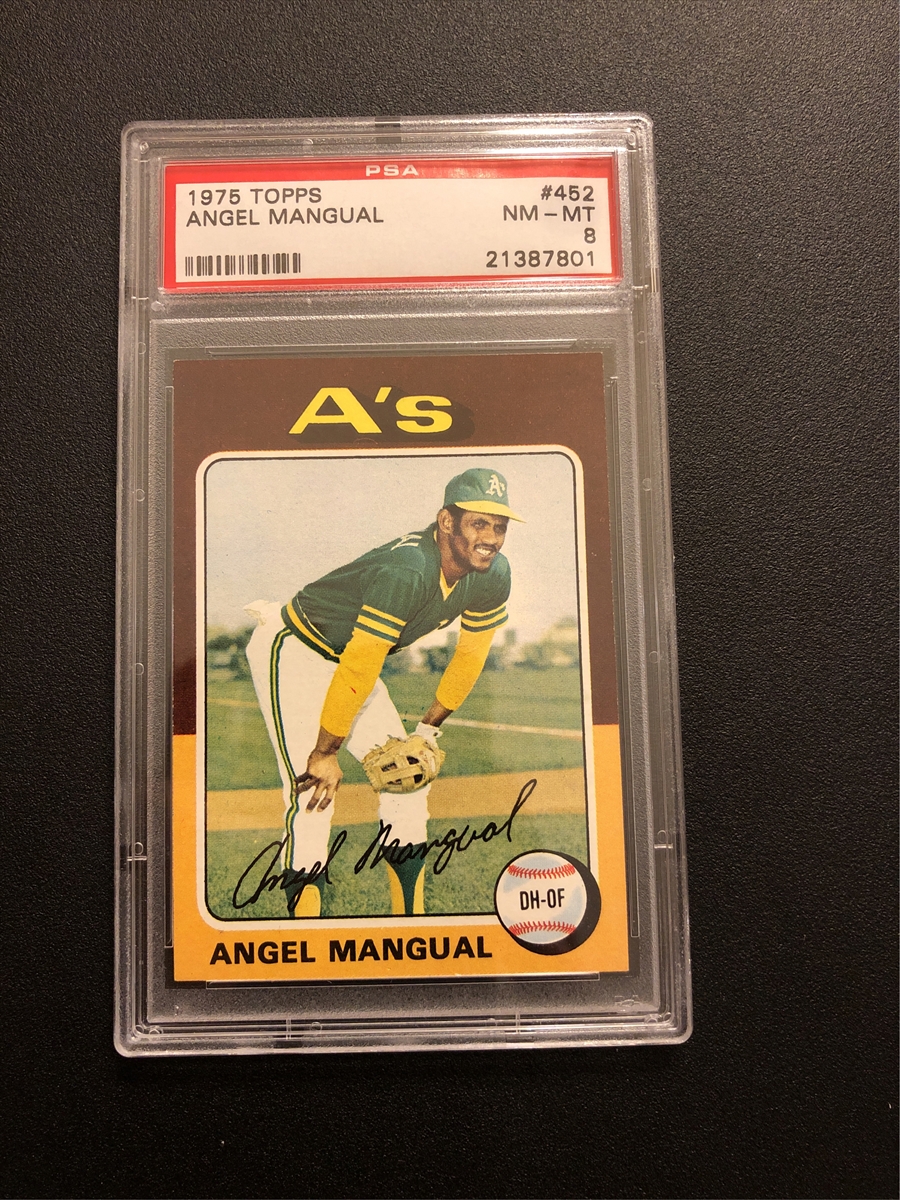 PSA
1975 TOPPS #452
ANGEL MANGUAL NM-MT
8
21387801
A's
A's
Angel Mangual
DH-OF
ANGEL MANGUAL